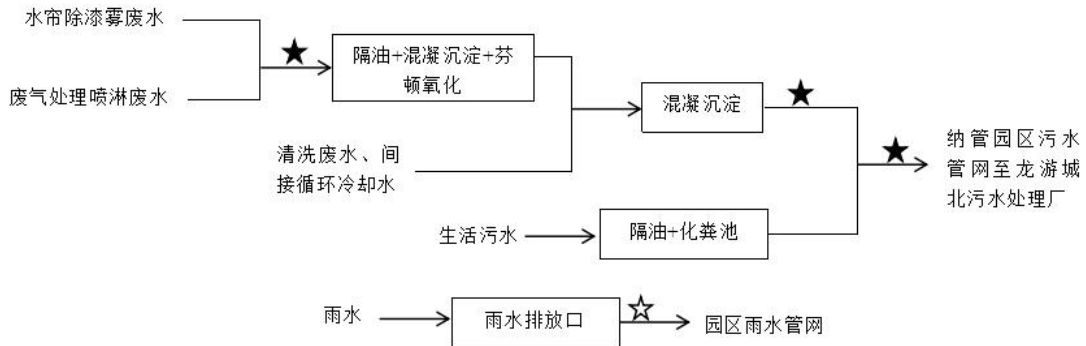 水帘除漆雾废水
废气处理喷淋废水
隔油+混凝沉淀+芬
顿氧化
清洗废水、间
接循环冷却水
混凝沉淀
生活污水
隔油+化粪池
纳管园区污水
管网至龙游城
北污水处理厂
雨水
雨水排放口
园区雨水管网